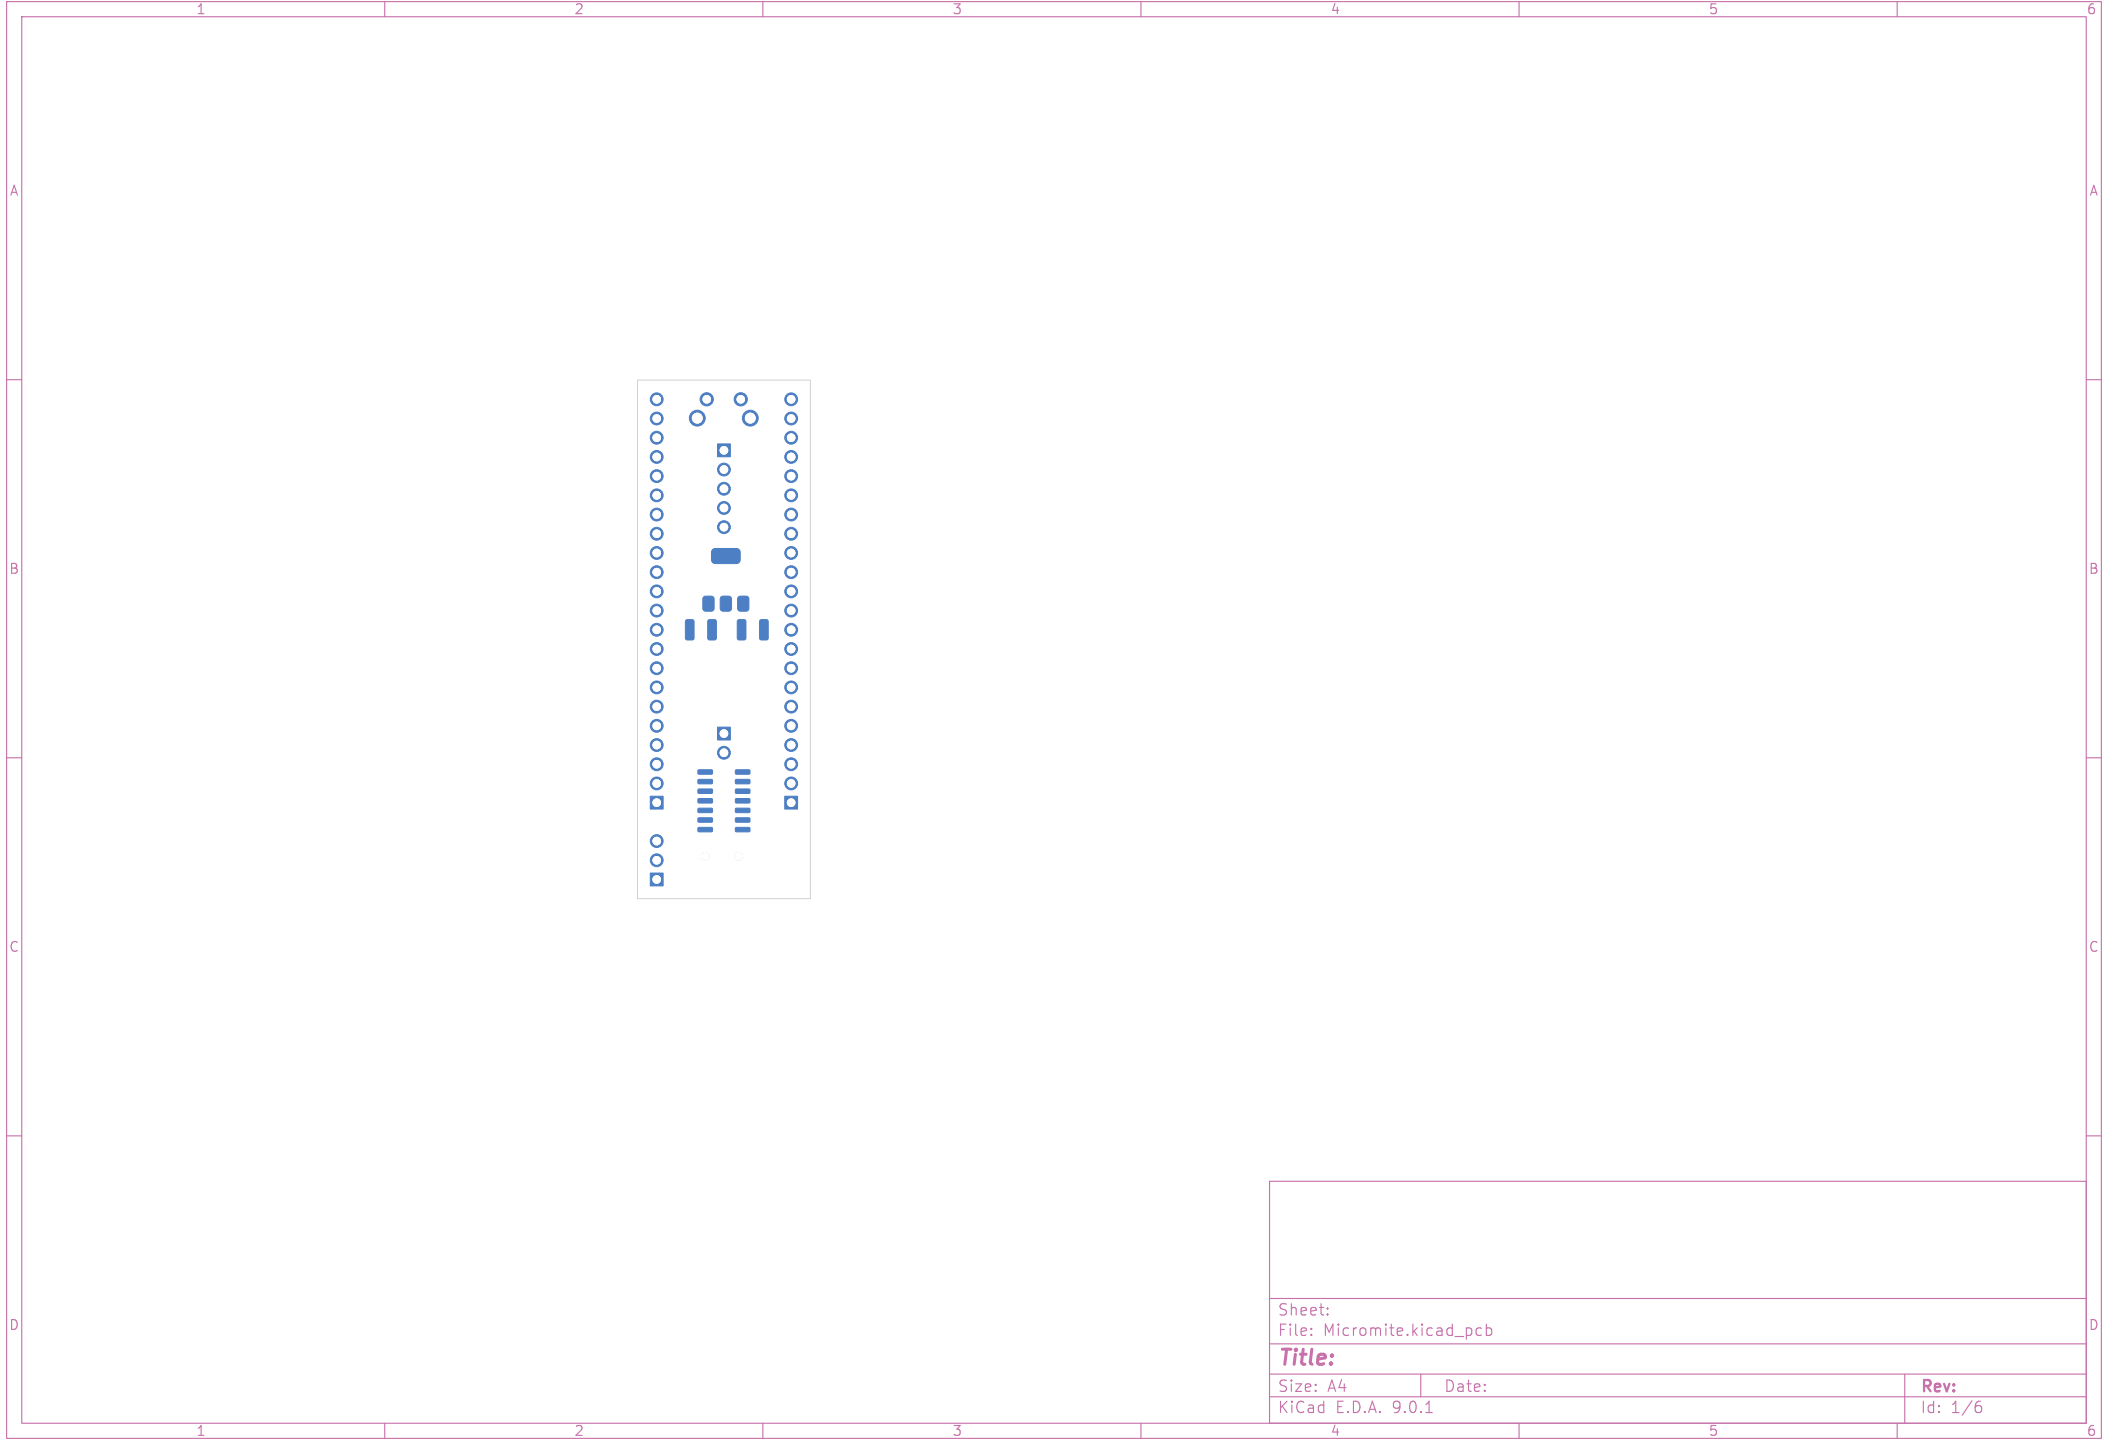 1 2 3 4 5 6
A A
B B
C C
D D
Sheet:
File: Micromite.kicad_pcb
Title:
Size: A4 Date: Rev:
KiCad E.D.A. 9.0.1 Id: 1/6
1 2 3 4 5 6